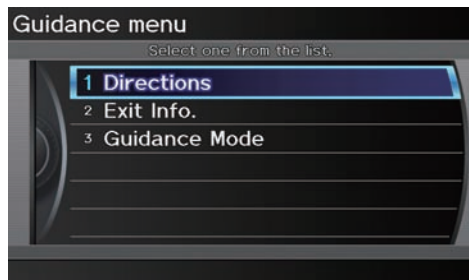 Guidance menu
Select one from the list.
1 Directions
2 Exit Info.
3 Guidance Mode